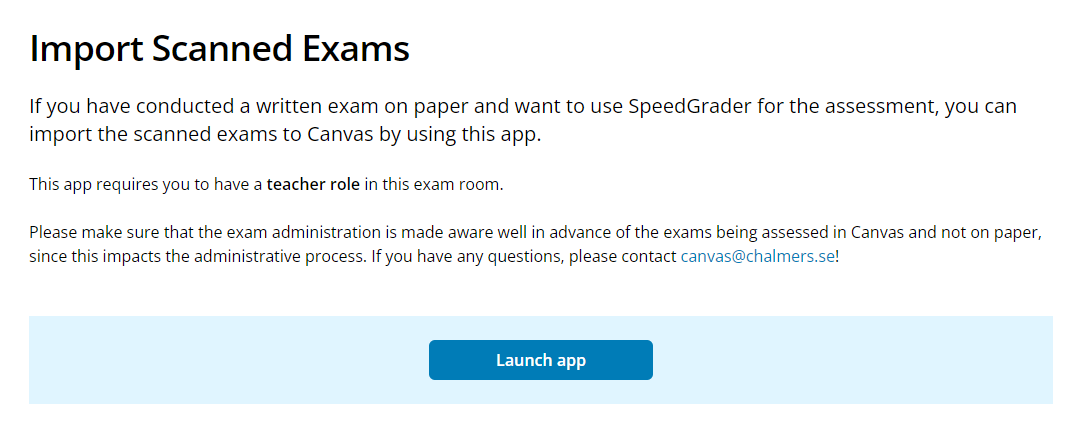 Import Scanned Exams
If you have conducted a written exam on paper and want to use SpeedGrader for the assessment, you can
import the scanned exams to Canvas by using this app.
This app requires you to have a teacher role in this exam room.
Please make sure that the exam administration is made aware well in advance of the exams being assessed in Canvas and not on paper,
since this impacts the administrative process. If you have any questions, please contact canvas@chalmers.se!
Launch app